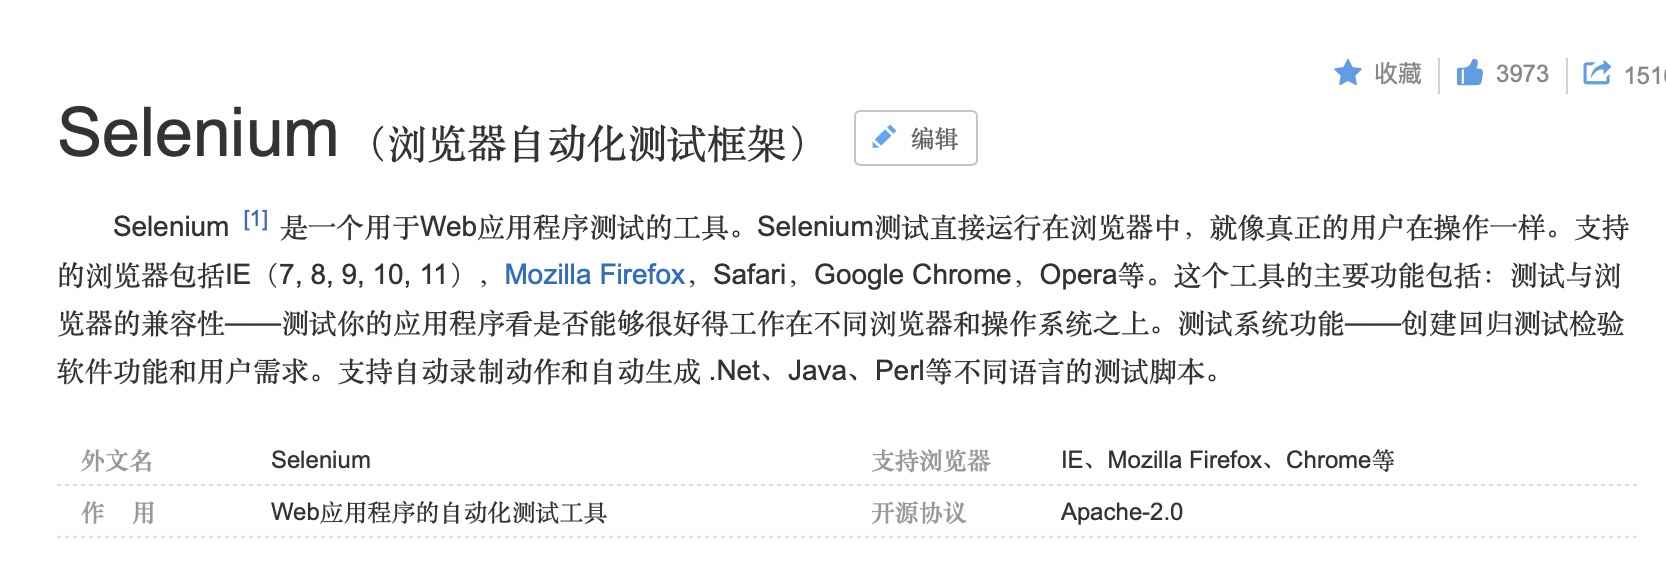 收藏 3973 151
Selenium（浏览器自动化测试框架） 编辑
Selenium [1] 是一个用于Web应用程序测试的工具。Selenium测试直接运行在浏览器中，就像真正的用户在操作一样。支持
的浏览器包括IE（7, 8, 9, 10, 11），Mozilla Firefox，Safari，Google Chrome，Opera等。这个工具的主要功能包括：测试与浏
览器的兼容性——测试你的应用程序看是否能够很好得工作在不同浏览器和操作系统之上。测试系统功能——创建回归测试检验
软件功能和用户需求。支持自动录制动作和自动生成 .Net、Java、Perl等不同语言的测试脚本。
外文名 Selenium 支持浏览器 IE、Mozilla Firefox、Chrome等
作 用 Web应用程序的自动化测试工具 开源协议 Apache-2.0